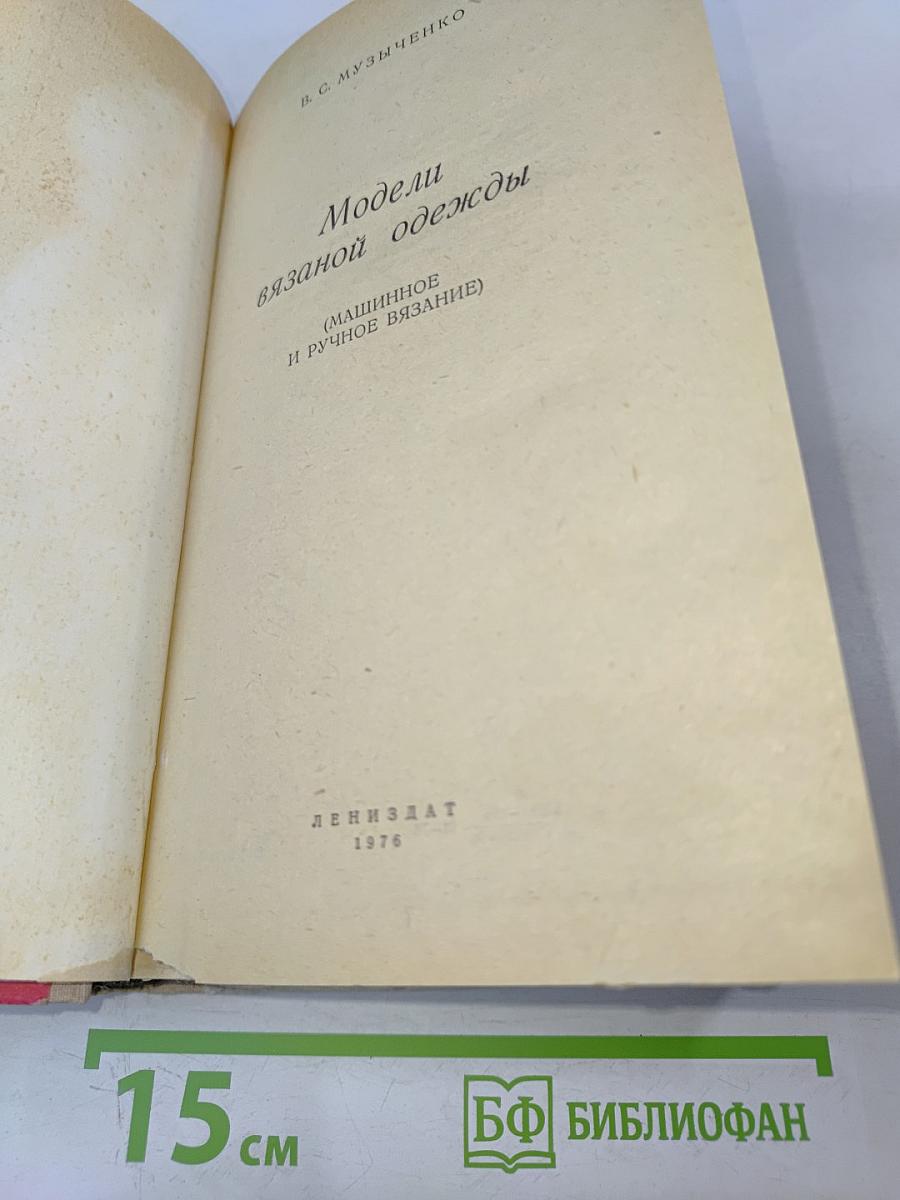 В. С. МУЗЫЧЕНКО
Модели
вязаной одежды
(МАШИННОЕ
И РУЧНОЕ ВЯЗАНИЕ)
ЛЕНИЗДАТ
1976
15 см
БФ БИБЛИОФАН